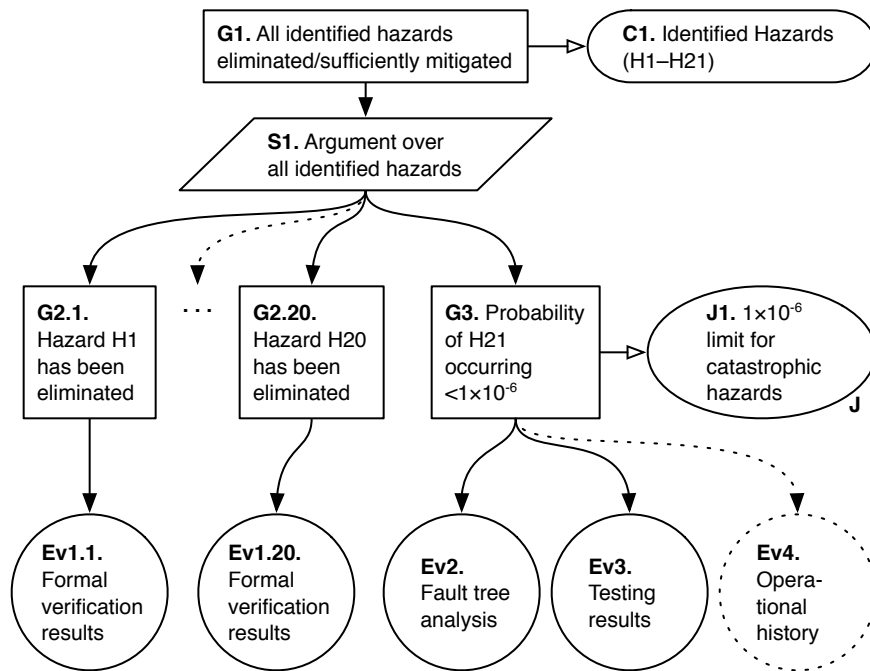 G1. All identified hazards
eliminated/sufficiently mitigated
C1. Identified Hazards
(H1–H21)
S1. Argument over
all identified hazards
G2.1.
Hazard H1
has been
eliminated
. . .
G2.20.
Hazard H20
has been
eliminated
G3. Probability
of H21
occurring
<1×10⁻⁶
J1. 1×10⁻⁶
limit for
catastrophic
hazards
J
Ev1.1.
Formal
verification
results
Ev1.20.
Formal
verification
results
Ev2.
Fault tree
analysis
Ev3.
Testing
results
Ev4.
Opera-
tional
history